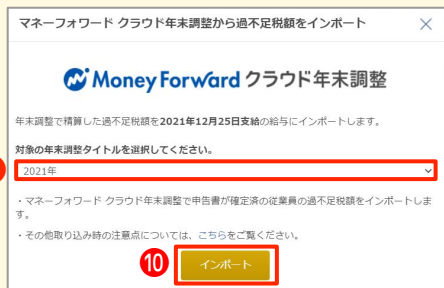 マネーフォワード クラウド年末調整から過不足税額をインポート ×
Money Forward クラウド年末調整
年末調整で精算した過不足税額を2021年12月25日支給の給与にインポートします。
対象の年末調整タイトルを選択してください。
2021年
・マネーフォワード クラウド年末調整で申告書が確定済の従業員の過不足税額をインポートしま
す。
・その他取り込み時の注意点については、こちらをご覧ください。
⑩ インポート